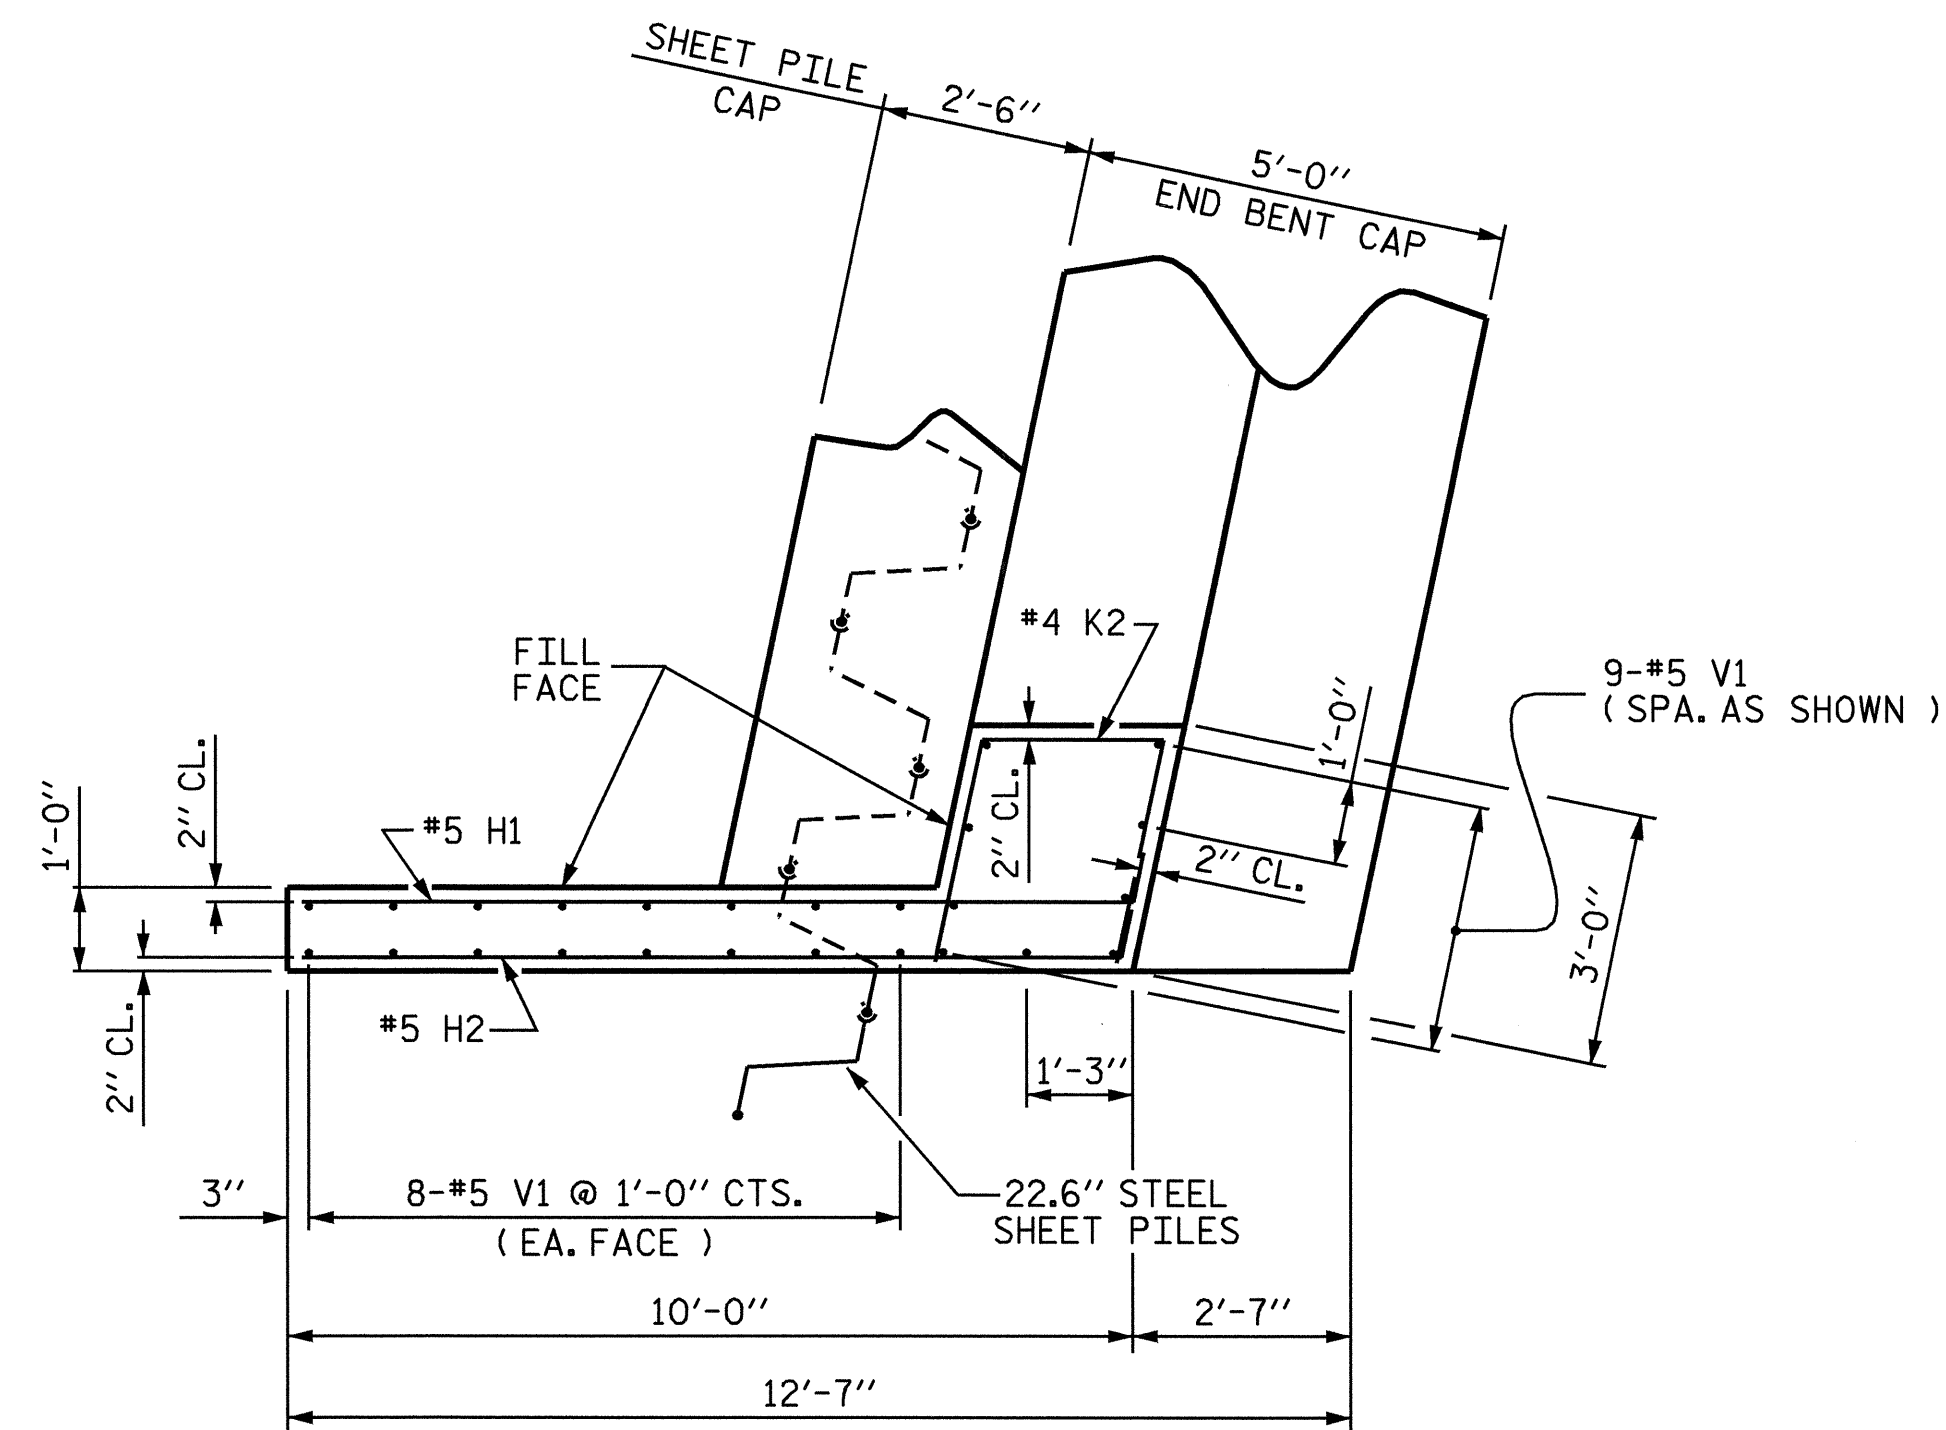 SHEET PILE
CAP
2'-6"
5'-0"
END BENT CAP
#4 K2
FILL
FACE
9-#5 V1
( SPA. AS SHOWN )
1'-0"
2" CL.
1'-0"
2" CL.
#5 H1
2" CL.
3'-0"
#5 H2
2" CL.
1'-3"
3"
8-#5 V1 @ 1'-0" CTS.
( EA. FACE )
22.6" STEEL
SHEET PILES
10'-0"
2'-7"
12'-7"